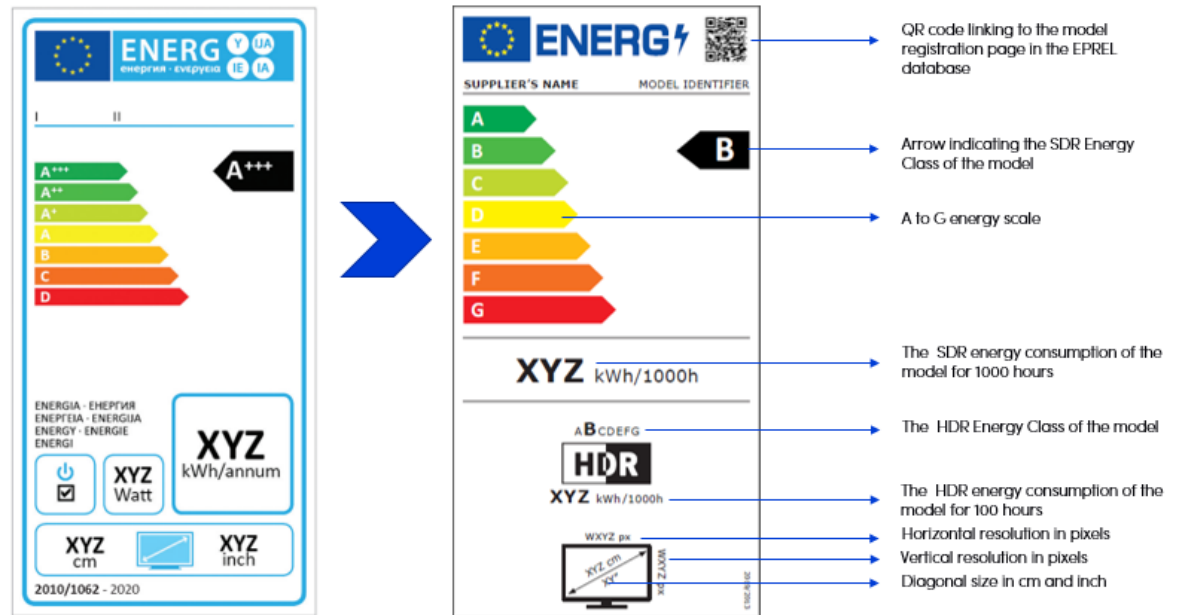 ENERG Y UA
енергия · ενεργεια IE IA
I II
A+++
A+++
A++
A+
A
B
C
D
ENERGIA · ЕНЕРГИЯ
ΕΝΕΡΓΕΙΑ · ENERGIJA
ENERGY · ENERGIE
ENERGI
XYZ
Watt
XYZ
kWh/annum
XYZ
cm
XYZ
inch
2010/1062 - 2020
ENERG
SUPPLIER'S NAME MODEL IDENTIFIER
A
B
C
D
E
F
G
B
XYZ kWh/1000h
ABCDEFG
HDR
XYZ kWh/1000h
WXYZ px
WXYZ px
XYZ cm
XY"
2019/2013
QR code linking to the model
registration page in the EPREL
database
Arrow indicating the SDR Energy
Class of the model
A to G energy scale
The SDR energy consumption of the
model for 1000 hours
The HDR Energy Class of the model
The HDR energy consumption of the
model for 100 hours
Horizontal resolution in pixels
Vertical resolution in pixels
Diagonal size in cm and inch